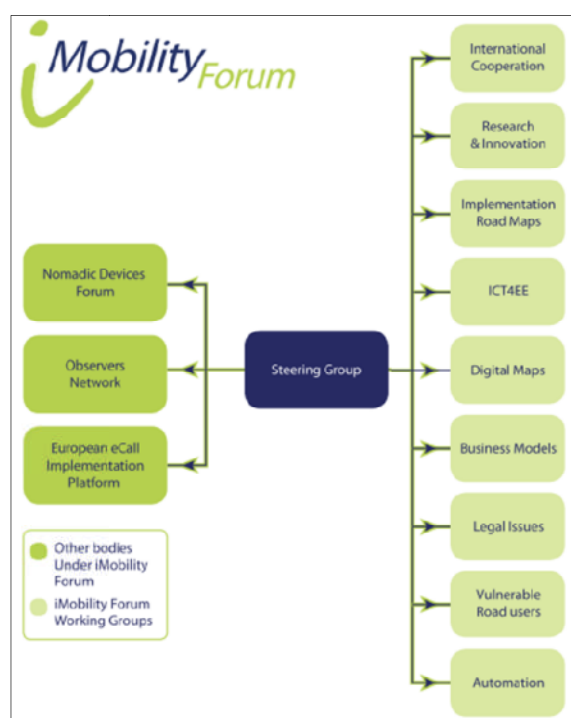 iMobility Forum
International
Cooperation
Research
& Innovation
Implementation
Road Maps
Nomadic Devices
Forum
ICT4EE
Observers
Network
Steering Group
Digital Maps
European eCall
Implementation
Platform
Business Models
Other bodies
Under iMobility
Forum
iMobility Forum
Working Groups
Legal Issues
Vulnerable
Road users
Automation